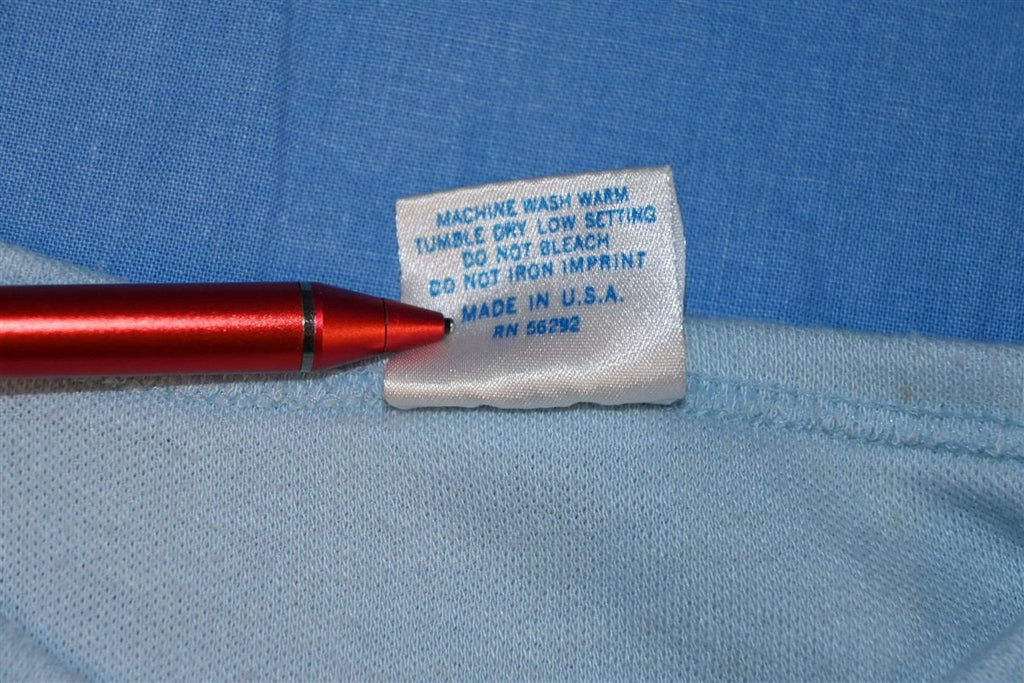 MACHINE WASH WARM
TUMBLE DRY LOW SETTING
DO NOT BLEACH
DO NOT IRON IMPRINT
MADE IN U.S.A.
RN 56292